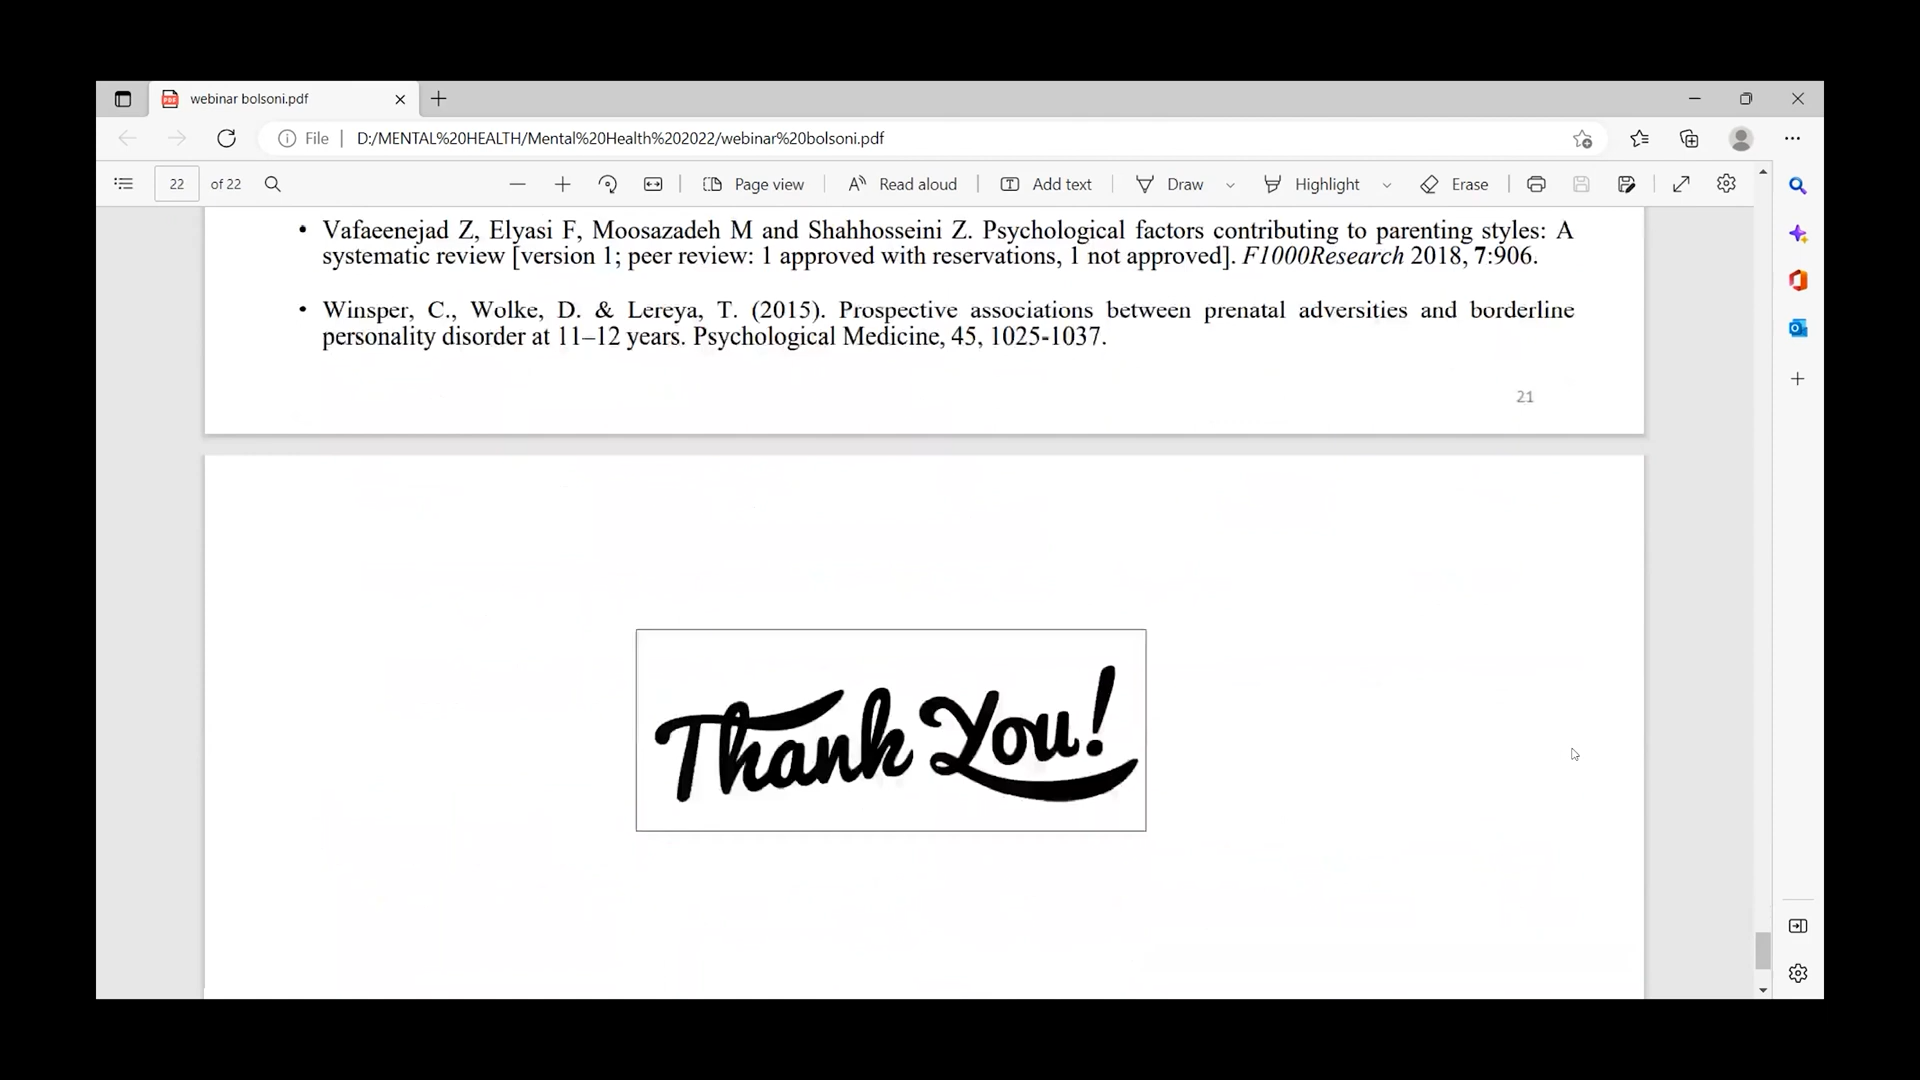 webinar bolsoni.pdf
File | D:/MENTAL%20HEALTH/Mental%20Health%202022/webinar%20bolsoni.pdf
22 of 22 Page view Read aloud Add text Draw Highlight Erase
• Vafaeenejad Z, Elyasi F, Moosazadeh M and Shahhosseini Z. Psychological factors contributing to parenting styles: A
systematic review [version 1; peer review: 1 approved with reservations, 1 not approved]. F1000Research 2018, 7:906.
• Winsper, C., Wolke, D. & Lereya, T. (2015). Prospective associations between prenatal adversities and borderline
personality disorder at 11–12 years. Psychological Medicine, 45, 1025-1037.
21
Thank You!